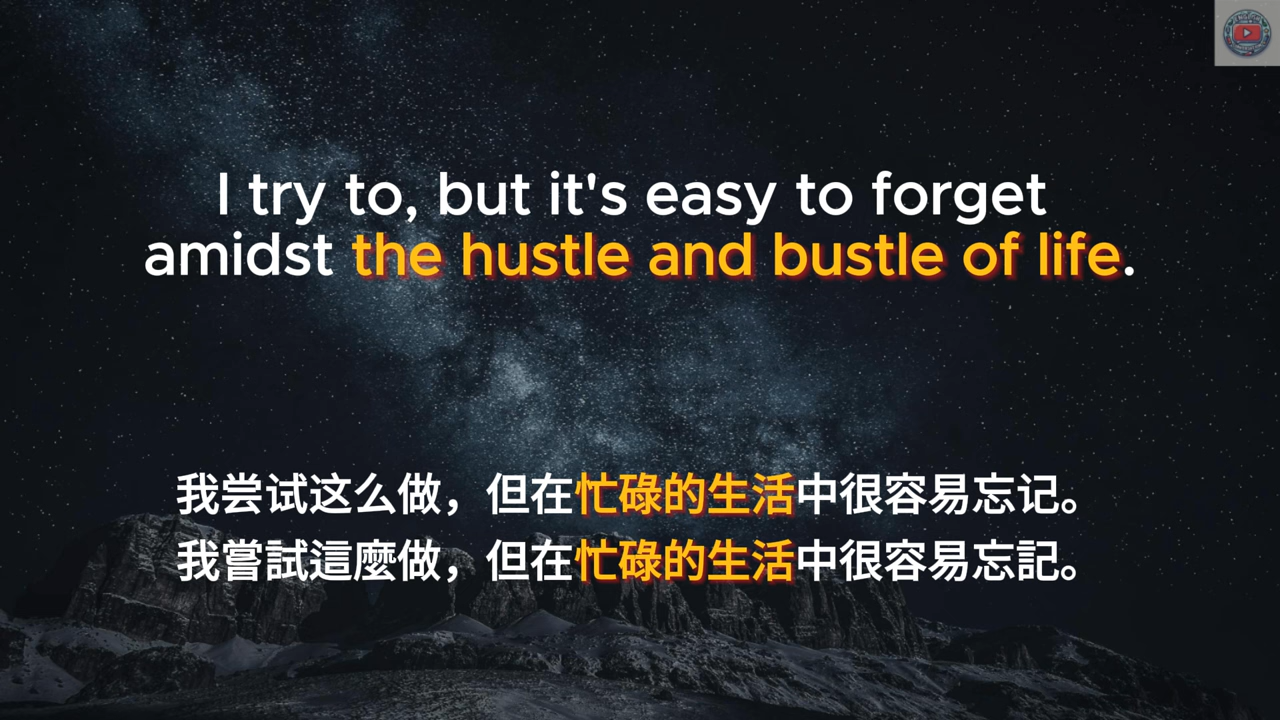 I try to, but it's easy to forget
amidst the hustle and bustle of life.
我尝试这么做，但在忙碌的生活中很容易忘记。
我嘗試這麼做，但在忙碌的生活中很容易忘記。